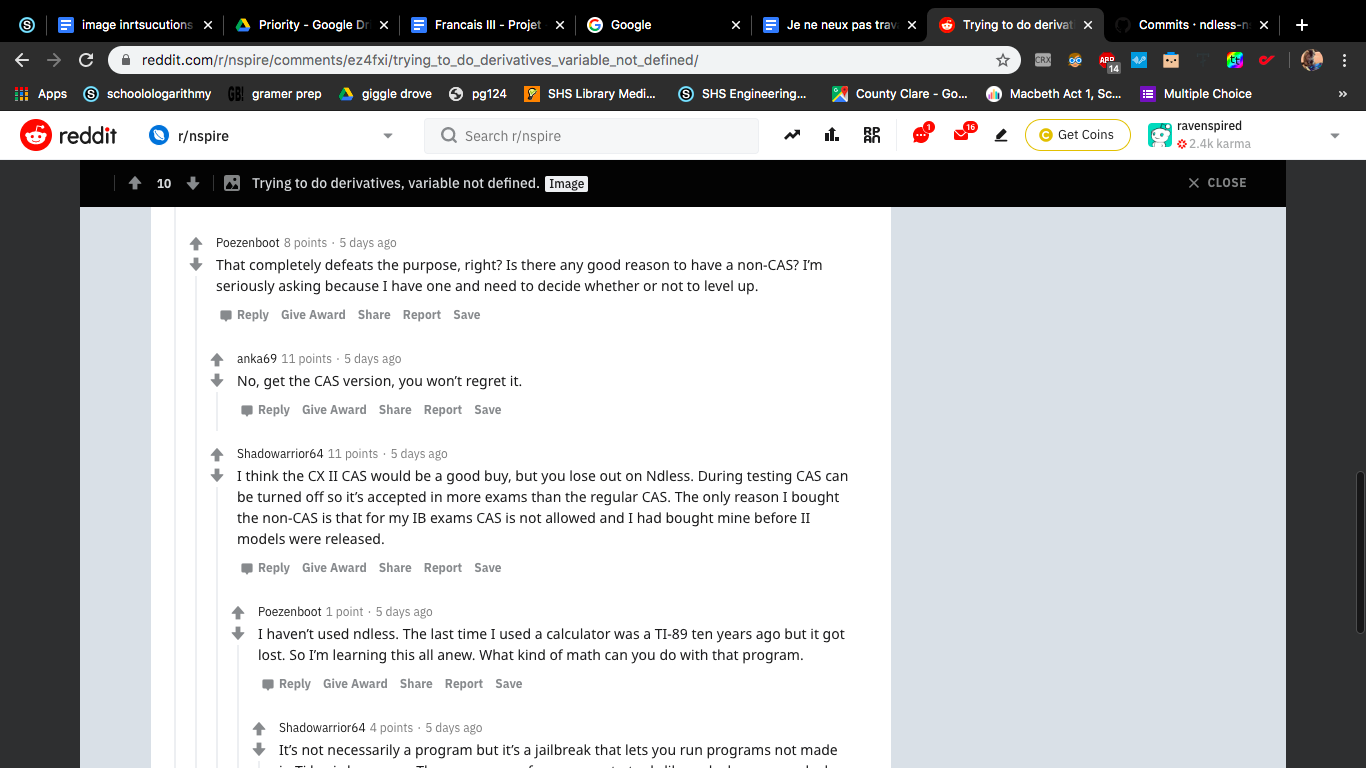 image inrtsucutions
Priority - Google Dr
Francais III - Projet
Google
Je ne neux pas trav
Trying to do derivat
Commits · ndless-n
reddit.com/r/nspire/comments/ez4fxi/trying_to_do_derivatives_variable_not_defined/
CRX
ABP
14
Apps
schoolologarithmy
GB!
gramer prep
giggle drove
pg124
SHS Library Medi...
SHS Engineering...
County Clare - Go...
Macbeth Act 1, Sc...
Multiple Choice
»
reddit
r/nspire
Search r/nspire
1
16
C Get Coins
ravenspired
2.4k karma
10
Trying to do derivatives, variable not defined. Image
CLOSE
Poezenboot 8 points · 5 days ago
That completely defeats the purpose, right? Is there any good reason to have a non-CAS? I'm
seriously asking because I have one and need to decide whether or not to level up.
Reply Give Award Share Report Save
anka69 11 points · 5 days ago
No, get the CAS version, you won't regret it.
Reply Give Award Share Report Save
Shadowarrior64 11 points · 5 days ago
I think the CX II CAS would be a good buy, but you lose out on Ndless. During testing CAS can
be turned off so it's accepted in more exams than the regular CAS. The only reason I bought
the non-CAS is that for my IB exams CAS is not allowed and I had bought mine before II
models were released.
Reply Give Award Share Report Save
Poezenboot 1 point · 5 days ago
I haven't used ndless. The last time I used a calculator was a TI-89 ten years ago but it got
lost. So I'm learning this all anew. What kind of math can you do with that program.
Reply Give Award Share Report Save
Shadowarrior64 4 points · 5 days ago
It's not necessarily a program but it's a jailbreak that lets you run programs not made